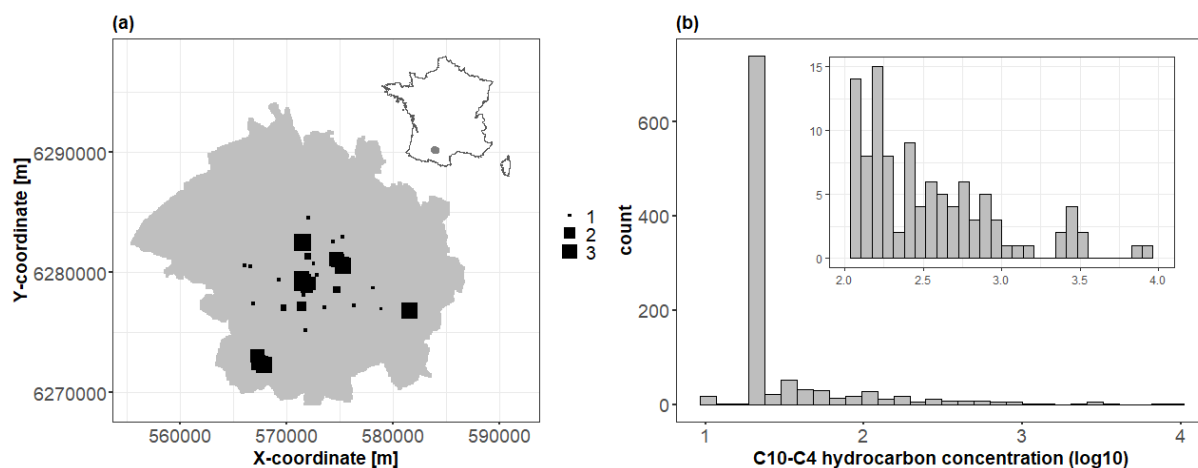 (a)
Y-coordinate [m]
6290000
6280000
6270000
560000 570000 580000 590000
X-coordinate [m]
1
2
3
(b)
count
600
400
200
0
1 2 3 4
C10-C4 hydrocarbon concentration (log10)
15
10
5
0
2.0 2.5 3.0 3.5 4.0